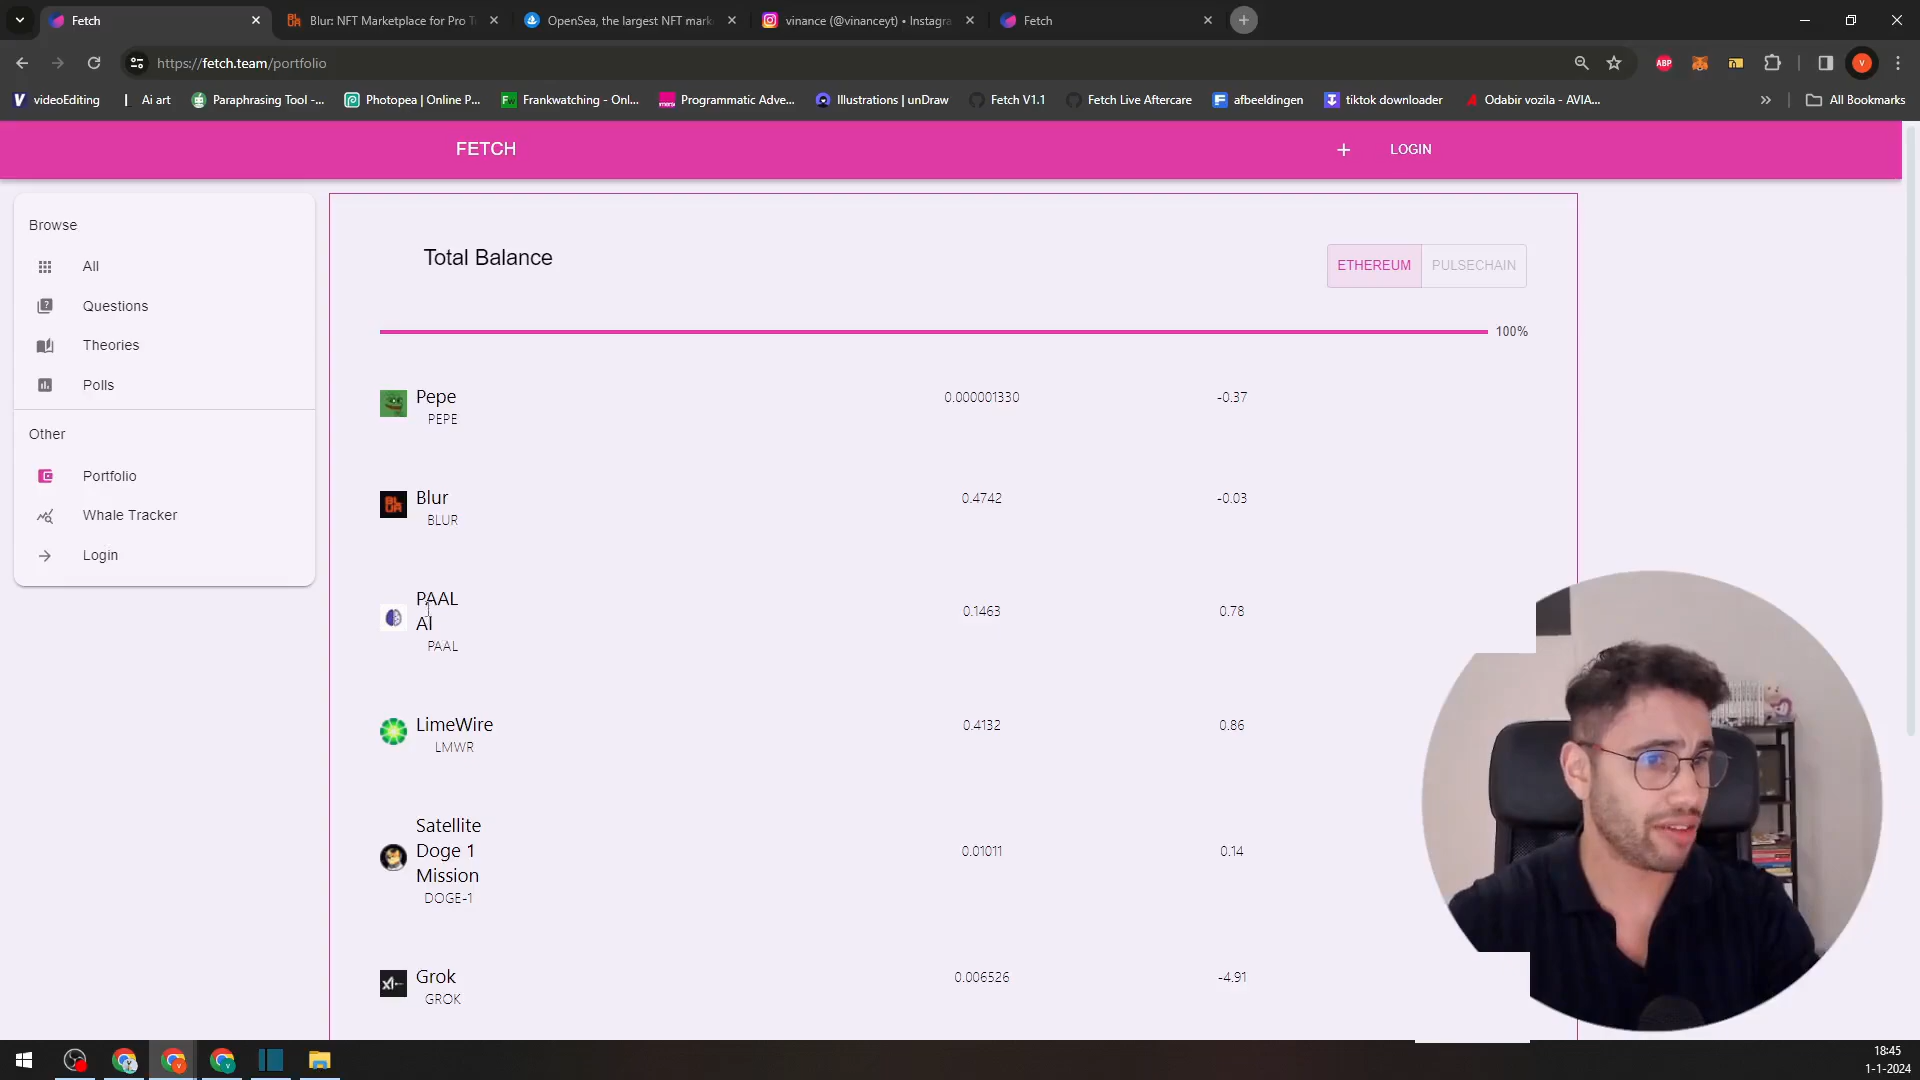 Fetch
Blur: NFT Marketplace for Pro T
OpenSea, the largest NFT mark
vinance (@vinanceyt) • Instagra
Fetch
https://fetch.team/portfolio
ABP
V
videoEditing
Ai art
Paraphrasing Tool -...
Photopea | Online P...
Frankwatching - Onl...
Programmatic Adve...
Illustrations | unDraw
Fetch V1.1
Fetch Live Aftercare
afbeeldingen
tiktok downloader
Odabir vozila - AVIA...
All Bookmarks
FETCH
LOGIN
Browse
All
Questions
Theories
Polls
Other
Portfolio
Whale Tracker
Login
Total Balance
ETHEREUM
PULSECHAIN
100%
Pepe
PEPE
0.000001330
-0.37
Blur
BLUR
0.4742
-0.03
PAAL
AI
PAAL
0.1463
0.78
LimeWire
LMWR
0.4132
0.86
Satellite
Doge 1
Mission
DOGE-1
0.01011
0.14
Grok
GROK
0.006526
-4.91
18:45
1-1-2024